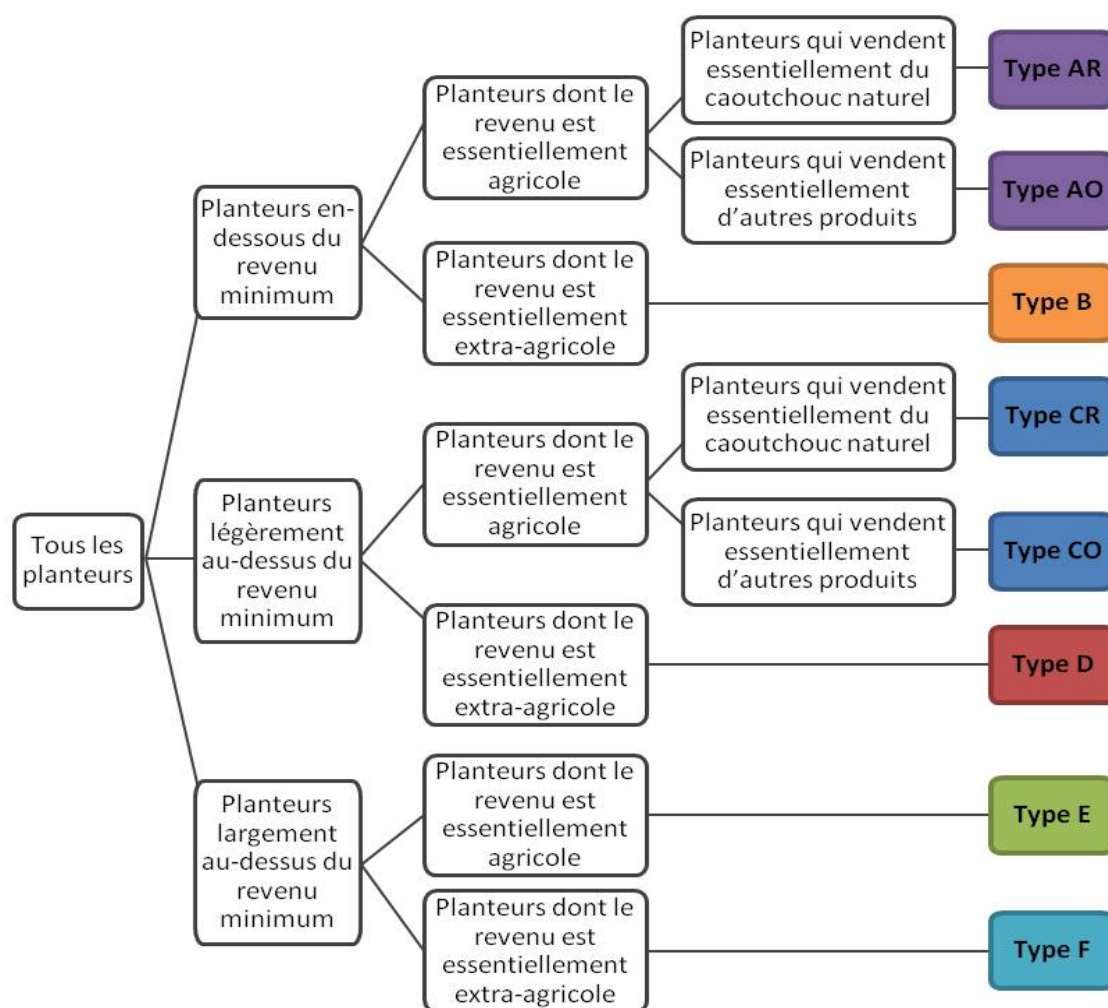 Tous les
planteurs
Planteurs en-
dessous du
revenu
minimum
Planteurs dont le
revenu est
essentiellement
agricole
Planteurs qui vendent
essentiellement du
caoutchouc naturel
Type AR
Planteurs qui vendent
essentiellement
d'autres produits
Type AO
Planteurs dont le
revenu est
essentiellement
extra-agricole
Type B
Planteurs
légèrement
au-dessus du
revenu
minimum
Planteurs dont le
revenu est
essentiellement
agricole
Planteurs qui vendent
essentiellement du
caoutchouc naturel
Type CR
Planteurs qui vendent
essentiellement
d'autres produits
Type CO
Planteurs dont le
revenu est
essentiellement
extra-agricole
Type D
Planteurs
largement
au-dessus du
revenu
minimum
Planteurs dont le
revenu est
essentiellement
agricole
Type E
Planteurs dont le
revenu est
essentiellement
extra-agricole
Type F